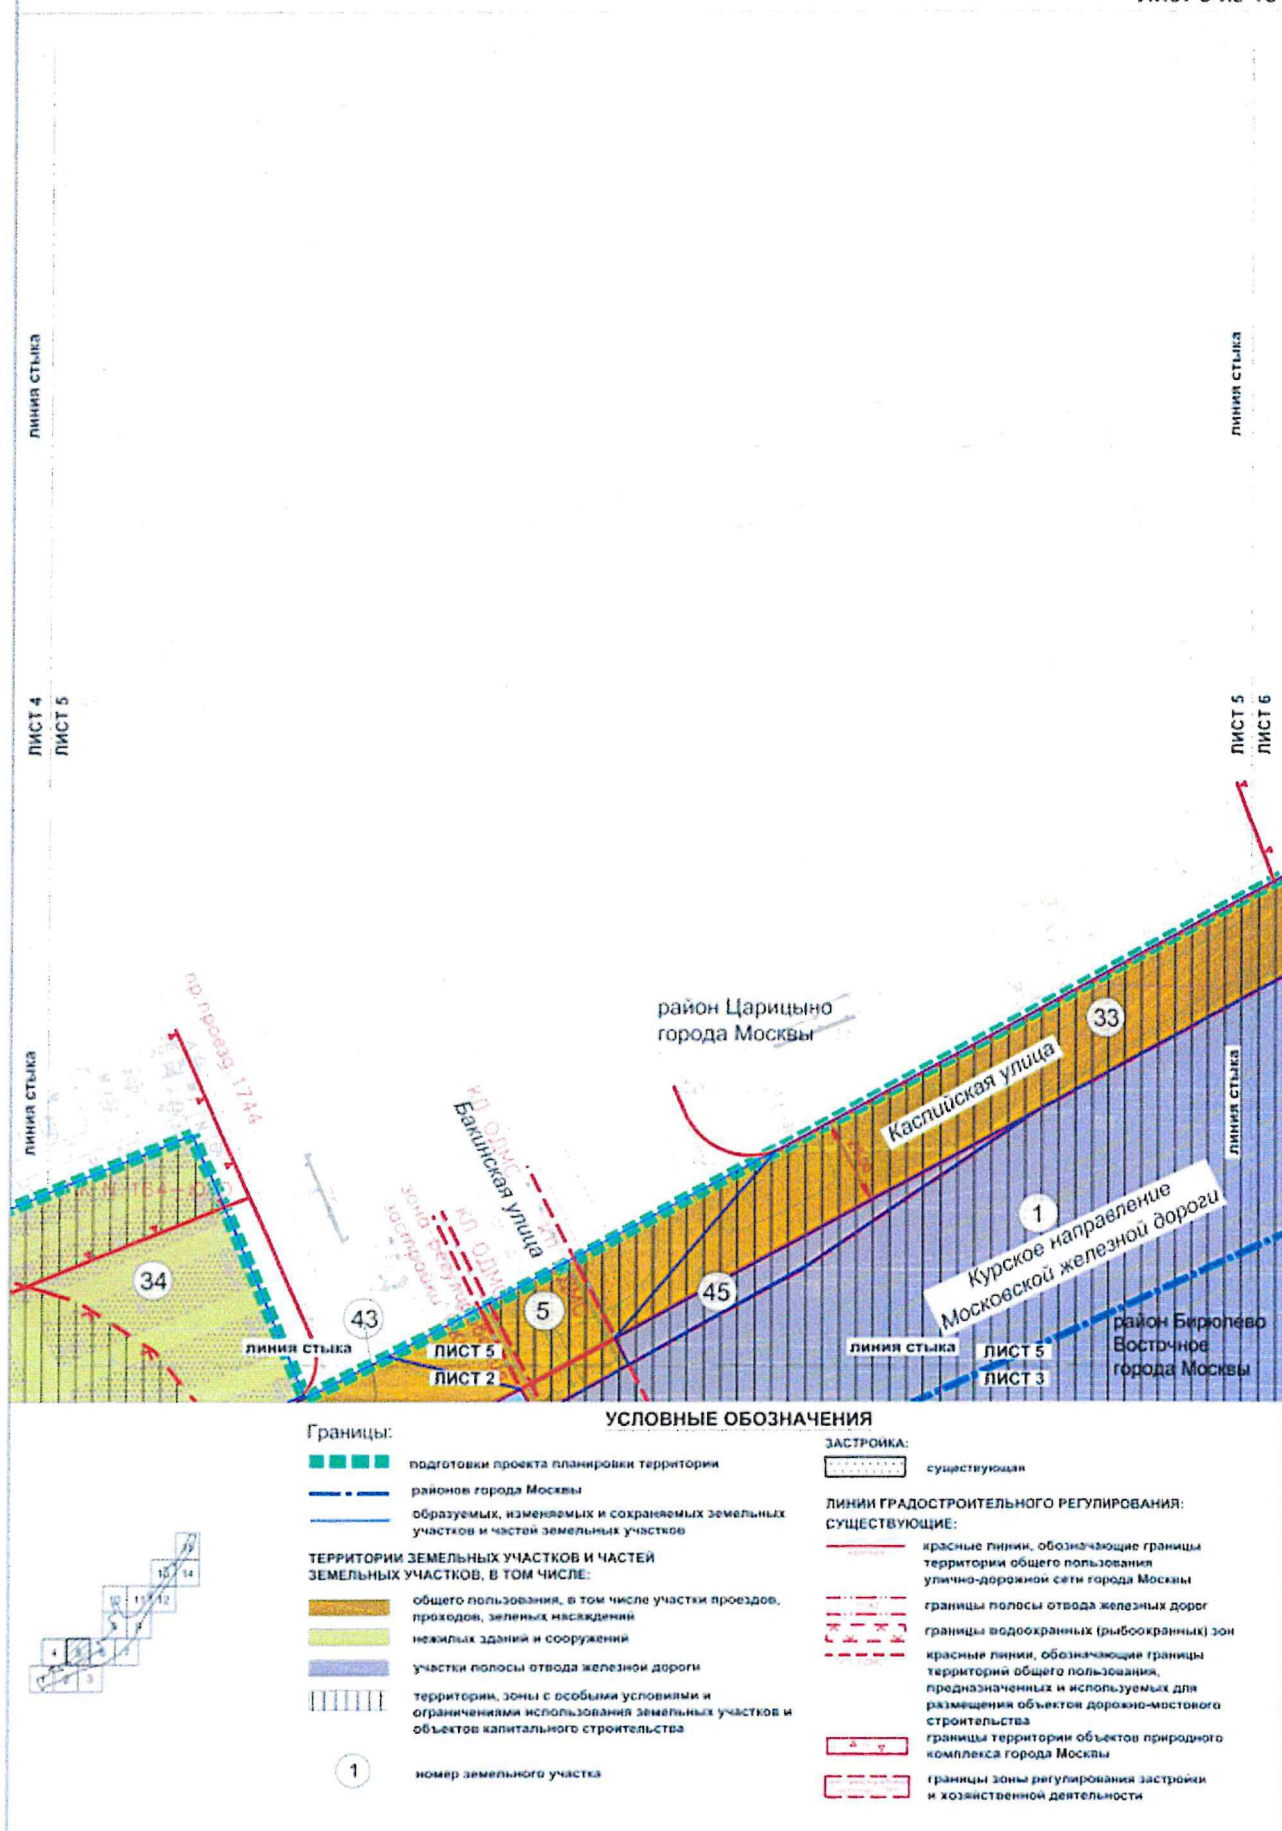 линия стыка
линия стыка
ЛИСТ 4
ЛИСТ 5
ЛИСТ 5
ЛИСТ 6
пр.проезд 1744
район Царицыно
города Москвы
33
Каспийская улица
линия стыка
линия стыка
КЛ ОДМС
Бакинская улица
КЛ ОДМС
застройки
34
43
5
45
1
Курское направление
Московской железной дороги
линия стыка
ЛИСТ 5
ЛИСТ 2
линия стыка
ЛИСТ 5
ЛИСТ 3
район Бирюлево
Восточное
города Москвы
УСЛОВНЫЕ ОБОЗНАЧЕНИЯ
Границы:
подготовки проекта планировки территории
районов города Москвы
образуемых, изменяемых и сохраняемых земельных
участков и частей земельных участков
ТЕРРИТОРИИ ЗЕМЕЛЬНЫХ УЧАСТКОВ И ЧАСТЕЙ
ЗЕМЕЛЬНЫХ УЧАСТКОВ, В ТОМ ЧИСЛЕ:
общего пользования, в том числе участки проездов,
проходов, зеленых насаждений
нежилых зданий и сооружений
участки полосы отвода железной дороги
территории, зоны с особыми условиями и
ограничениями использования земельных участков и
объектов капитального строительства
1
номер земельного участка
ЗАСТРОЙКА:
существующая
ЛИНИИ ГРАДОСТРОИТЕЛЬНОГО РЕГУЛИРОВАНИЯ:
СУЩЕСТВУЮЩИЕ:
красные линии, обозначающие границы
территории общего пользования
улично-дорожной сети города Москвы
границы полосы отвода железных дорог
границы водоохранных (рыбоохранных) зон
красные линии, обозначающие границы
территорий общего пользования,
предназначенных и используемых для
размещения объектов дорожно-мостового
строительства
границы территории объектов природного
комплекса города Москвы
границы зоны регулирования застройки
и хозяйственной деятельности